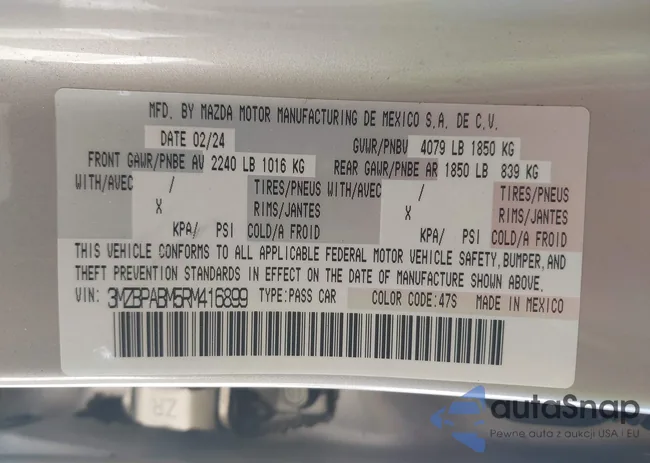 MFD. BY MAZDA MOTOR MANUFACTURING DE MEXICO S.A. DE C.V.
DATE 02/24 GVWR/PNBV 4079 LB 1850 KG
FRONT GAWR/PNBE AV 2240 LB 1016 KG REAR GAWR/PNBE AR 1850 LB 839 KG
WITH/AVEC / TIRES/PNEUS WITH/AVEC / TIRES/PNEUS
X RIMS/JANTES X RIMS/JANTES
KPA/ PSI COLD/A FROID KPA/ PSI COLD/A FROID
THIS VEHICLE CONFORMS TO ALL APPLICABLE FEDERAL MOTOR VEHICLE SAFETY, BUMPER, AND
THEFT PREVENTION STANDARDS IN EFFECT ON THE DATE OF MANUFACTURE SHOWN ABOVE.
VIN: 3MZBPABM5RM416899 TYPE:PASS CAR COLOR CODE:47S MADE IN MEXICO
ZR
autaSnap
Pewne auta z aukcji USA i EU